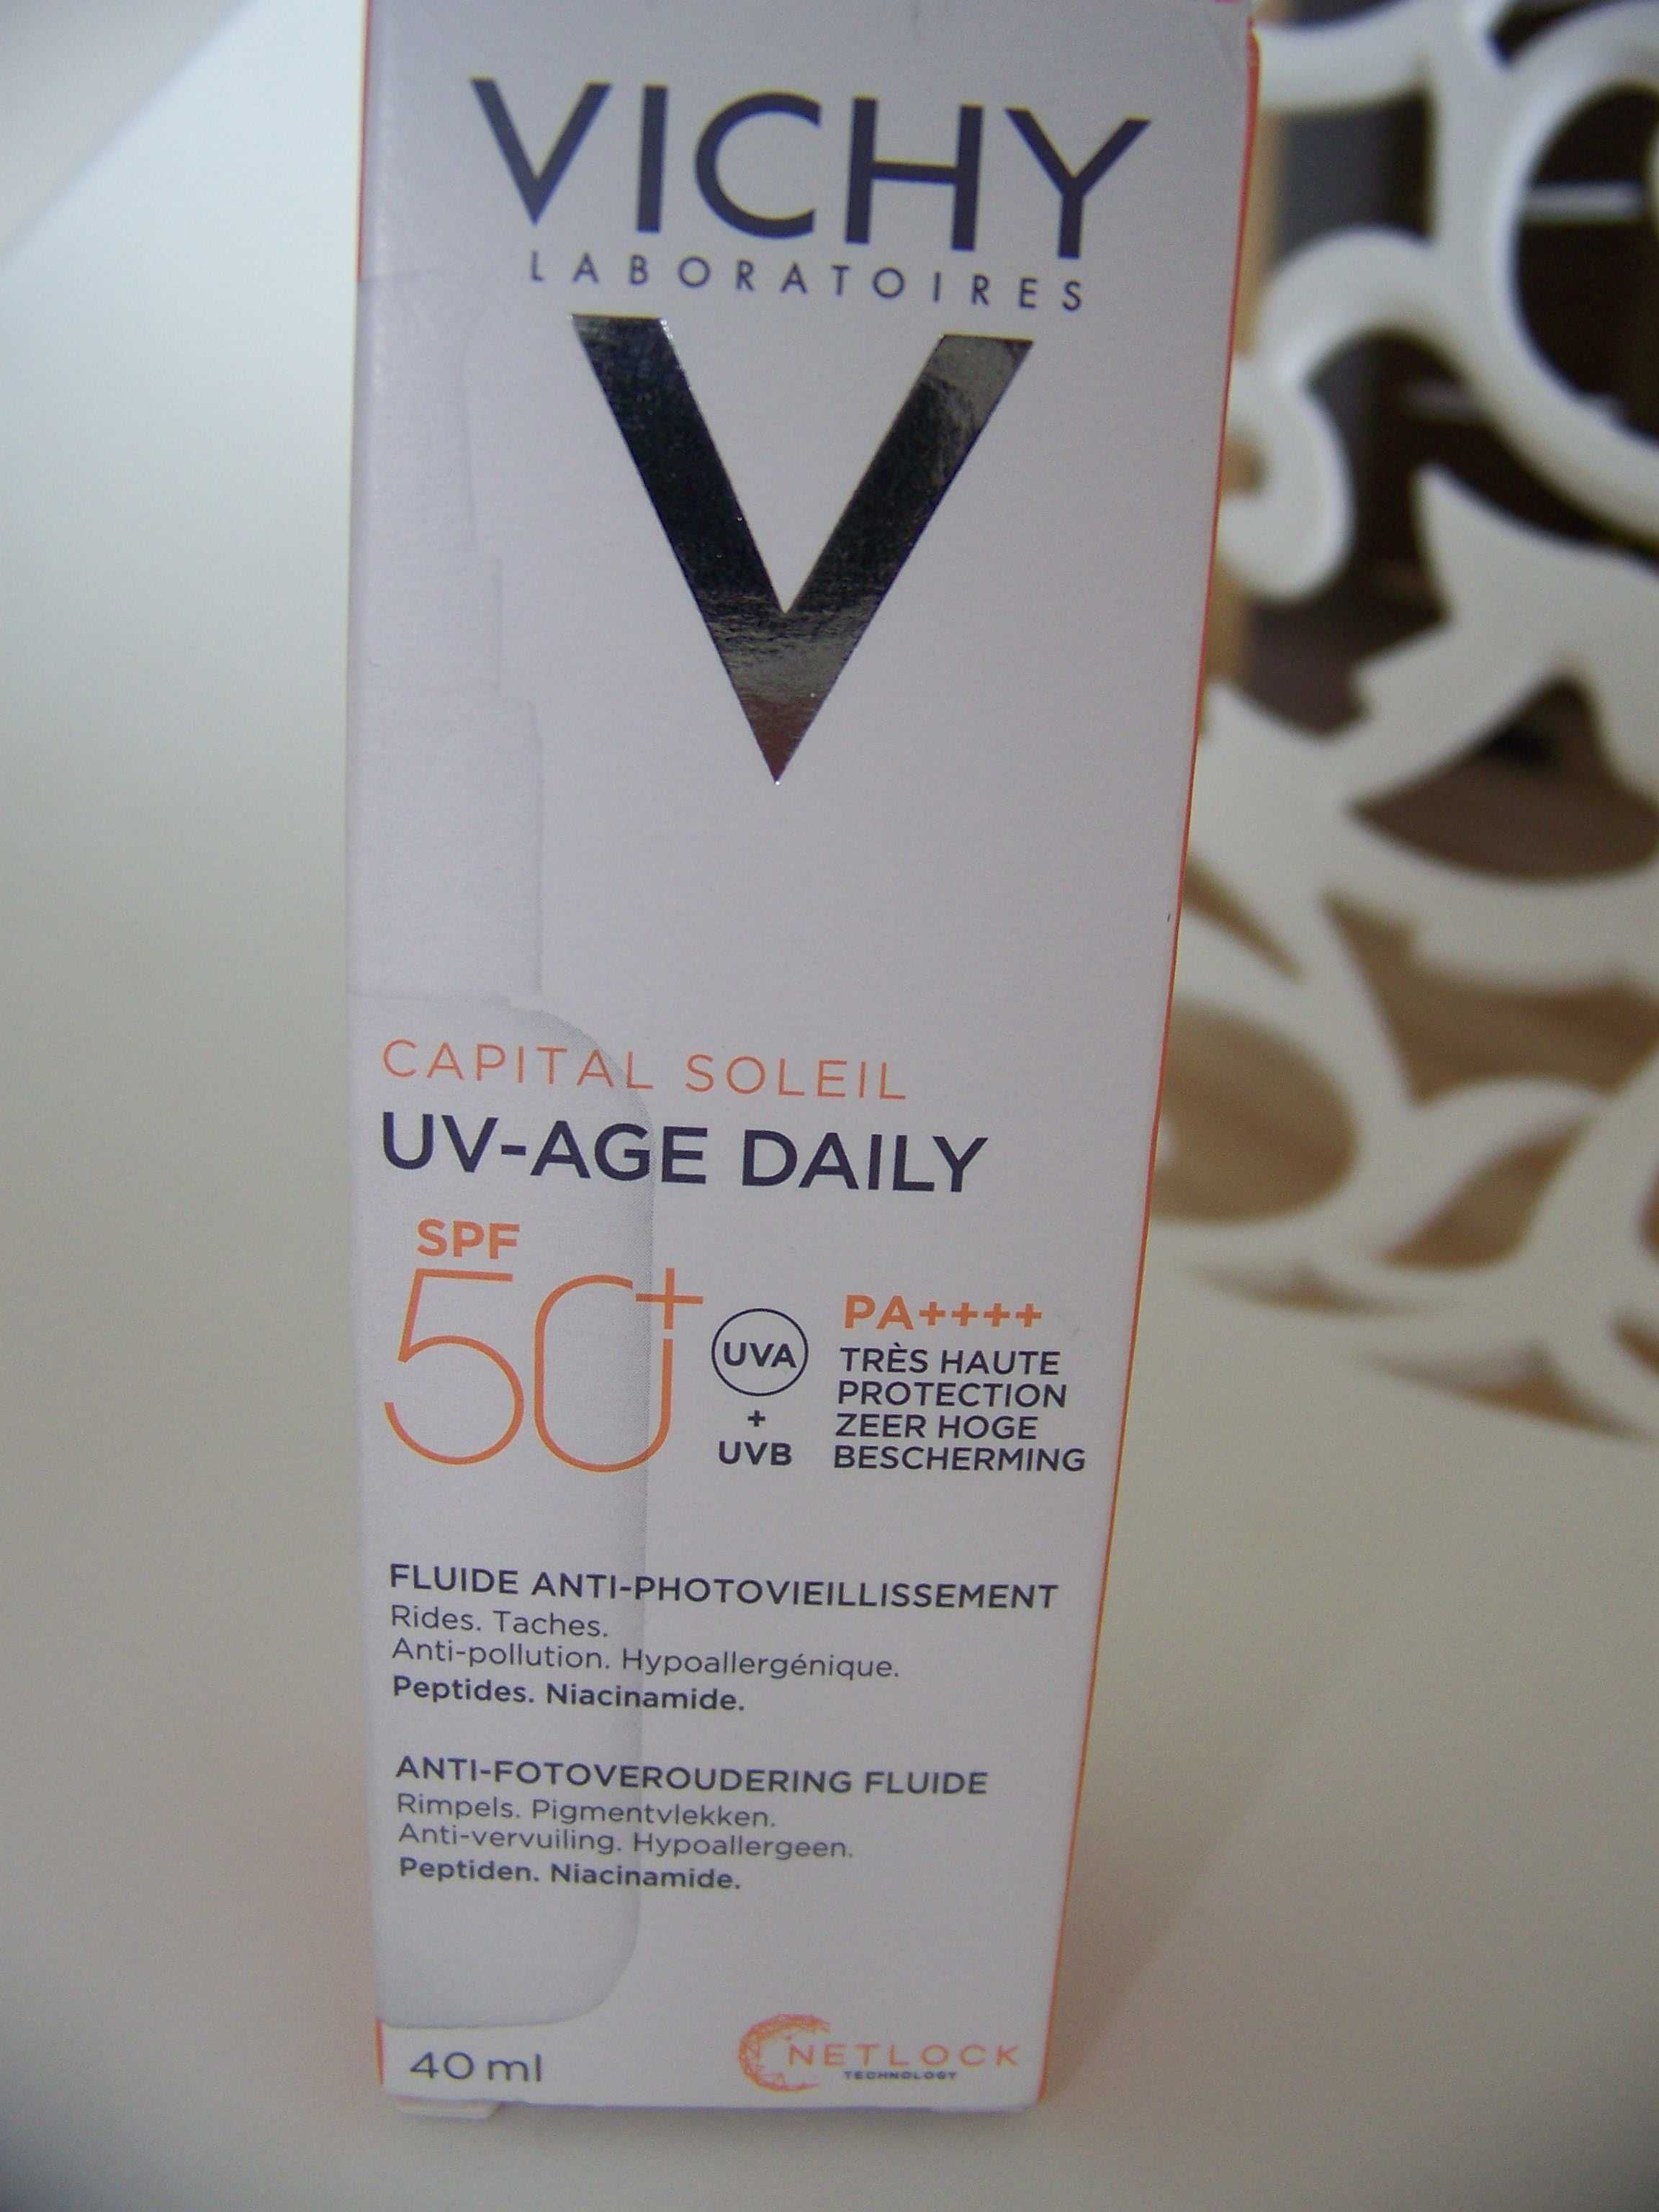 VICHY
LABORATOIRES
V
CAPITAL SOLEIL
UV-AGE DAILY
SPF
50+
UVA
+
UVB
PA++++
TRÈS HAUTE
PROTECTION
ZEER HOGE
BESCHERMING
FLUIDE ANTI-PHOTOVIEILLISSEMENT
Rides. Taches.
Anti-pollution. Hypoallergénique.
Peptides. Niacinamide.
ANTI-FOTOVEROUDERING FLUIDE
Rimpels. Pigmentvlekken.
Anti-vervuiling. Hypoallergeen.
Peptiden. Niacinamide.
40 ml
NETLOCK
TECHNOLOGY